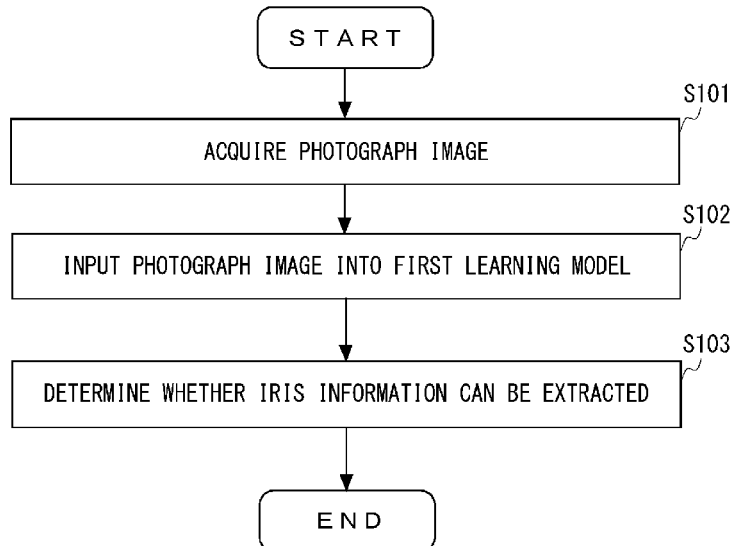 START
S101
ACQUIRE PHOTOGRAPH IMAGE
S102
INPUT PHOTOGRAPH IMAGE INTO FIRST LEARNING MODEL
S103
DETERMINE WHETHER IRIS INFORMATION CAN BE EXTRACTED
END